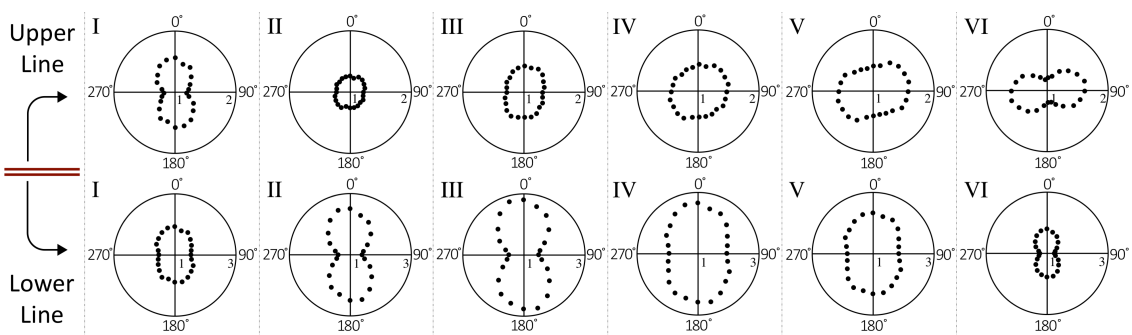 Upper
Line
I 0° 270° 90° 180° 1 2
II 0° 270° 90° 180° 1 2
III 0° 270° 90° 180° 1 2
IV 0° 270° 90° 180° 1 2
V 0° 270° 90° 180° 1 2
VI 0° 270° 90° 180° 1 2
Lower
Line
I 0° 270° 90° 180° 1 3
II 0° 270° 90° 180° 1 3
III 0° 270° 90° 180° 1 3
IV 0° 270° 90° 180° 1 3
V 0° 270° 90° 180° 1 3
VI 0° 270° 90° 180° 1 3